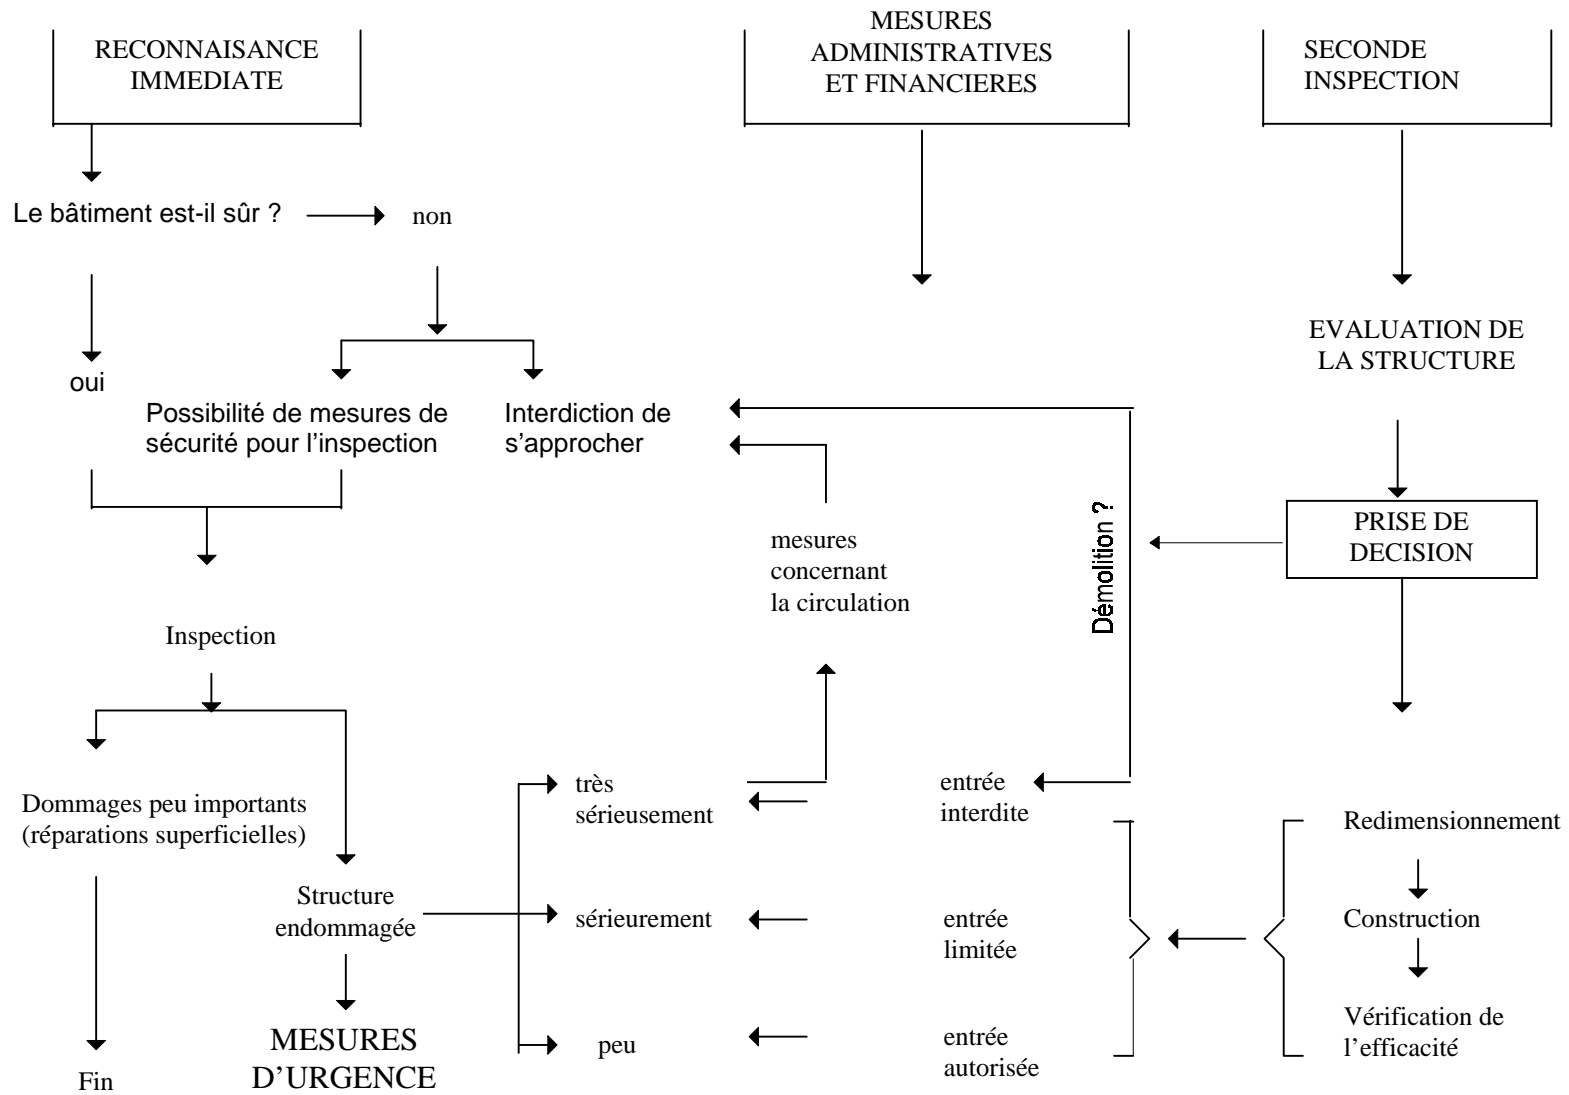 RECONNAISANCE
IMMEDIATE
MESURES
ADMINISTRATIVES
ET FINANCIERES
SECONDE
INSPECTION
Le bâtiment est-il sûr ?
non
oui
Possibilité de mesures de
sécurité pour l'inspection
Interdiction de
s'approcher
EVALUATION DE
LA STRUCTURE
PRISE DE
DECISION
Démolition ?
mesures
concernant
la circulation
Inspection
Dommages peu importants
(réparations superficielles)
Fin
Structure
endommagée
MESURES
D'URGENCE
très
sérieusement
sérieurement
peu
entrée
interdite
entrée
limitée
entrée
autorisée
Redimensionnement
Construction
Vérification de
l'efficacité